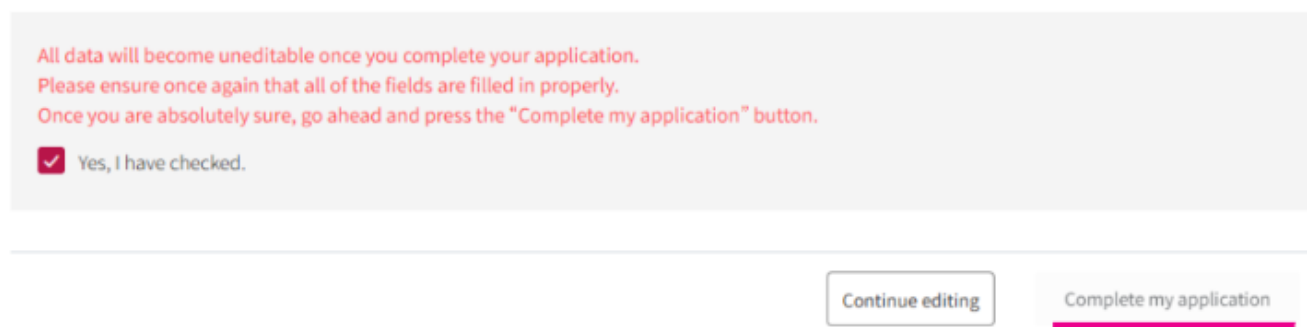 All data will become uneditable once you complete your application.
Please ensure once again that all of the fields are filled in properly.
Once you are absolutely sure, go ahead and press the “Complete my application” button.
Yes, I have checked.
Continue editing
Complete my application